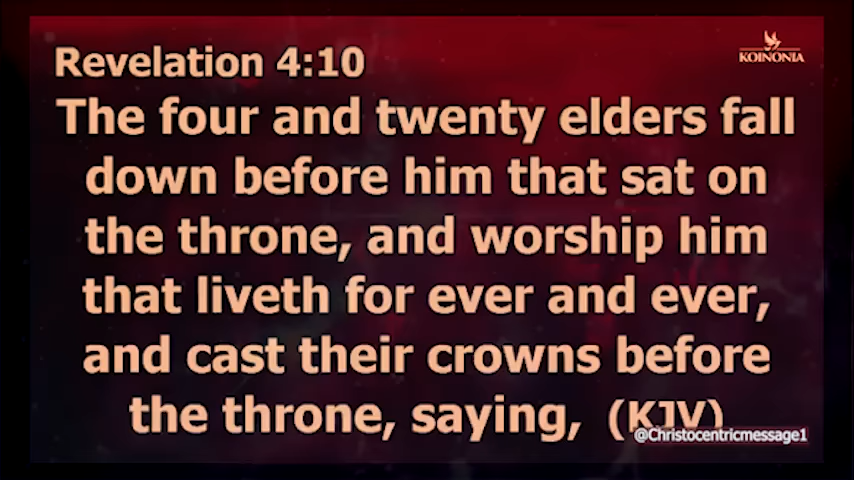 Revelation 4:10
KOINONIA
The four and twenty elders fall
down before him that sat on
the throne, and worship him
that liveth for ever and ever,
and cast their crowns before
the throne, saying, (KJV)
@Christocentricmessage1